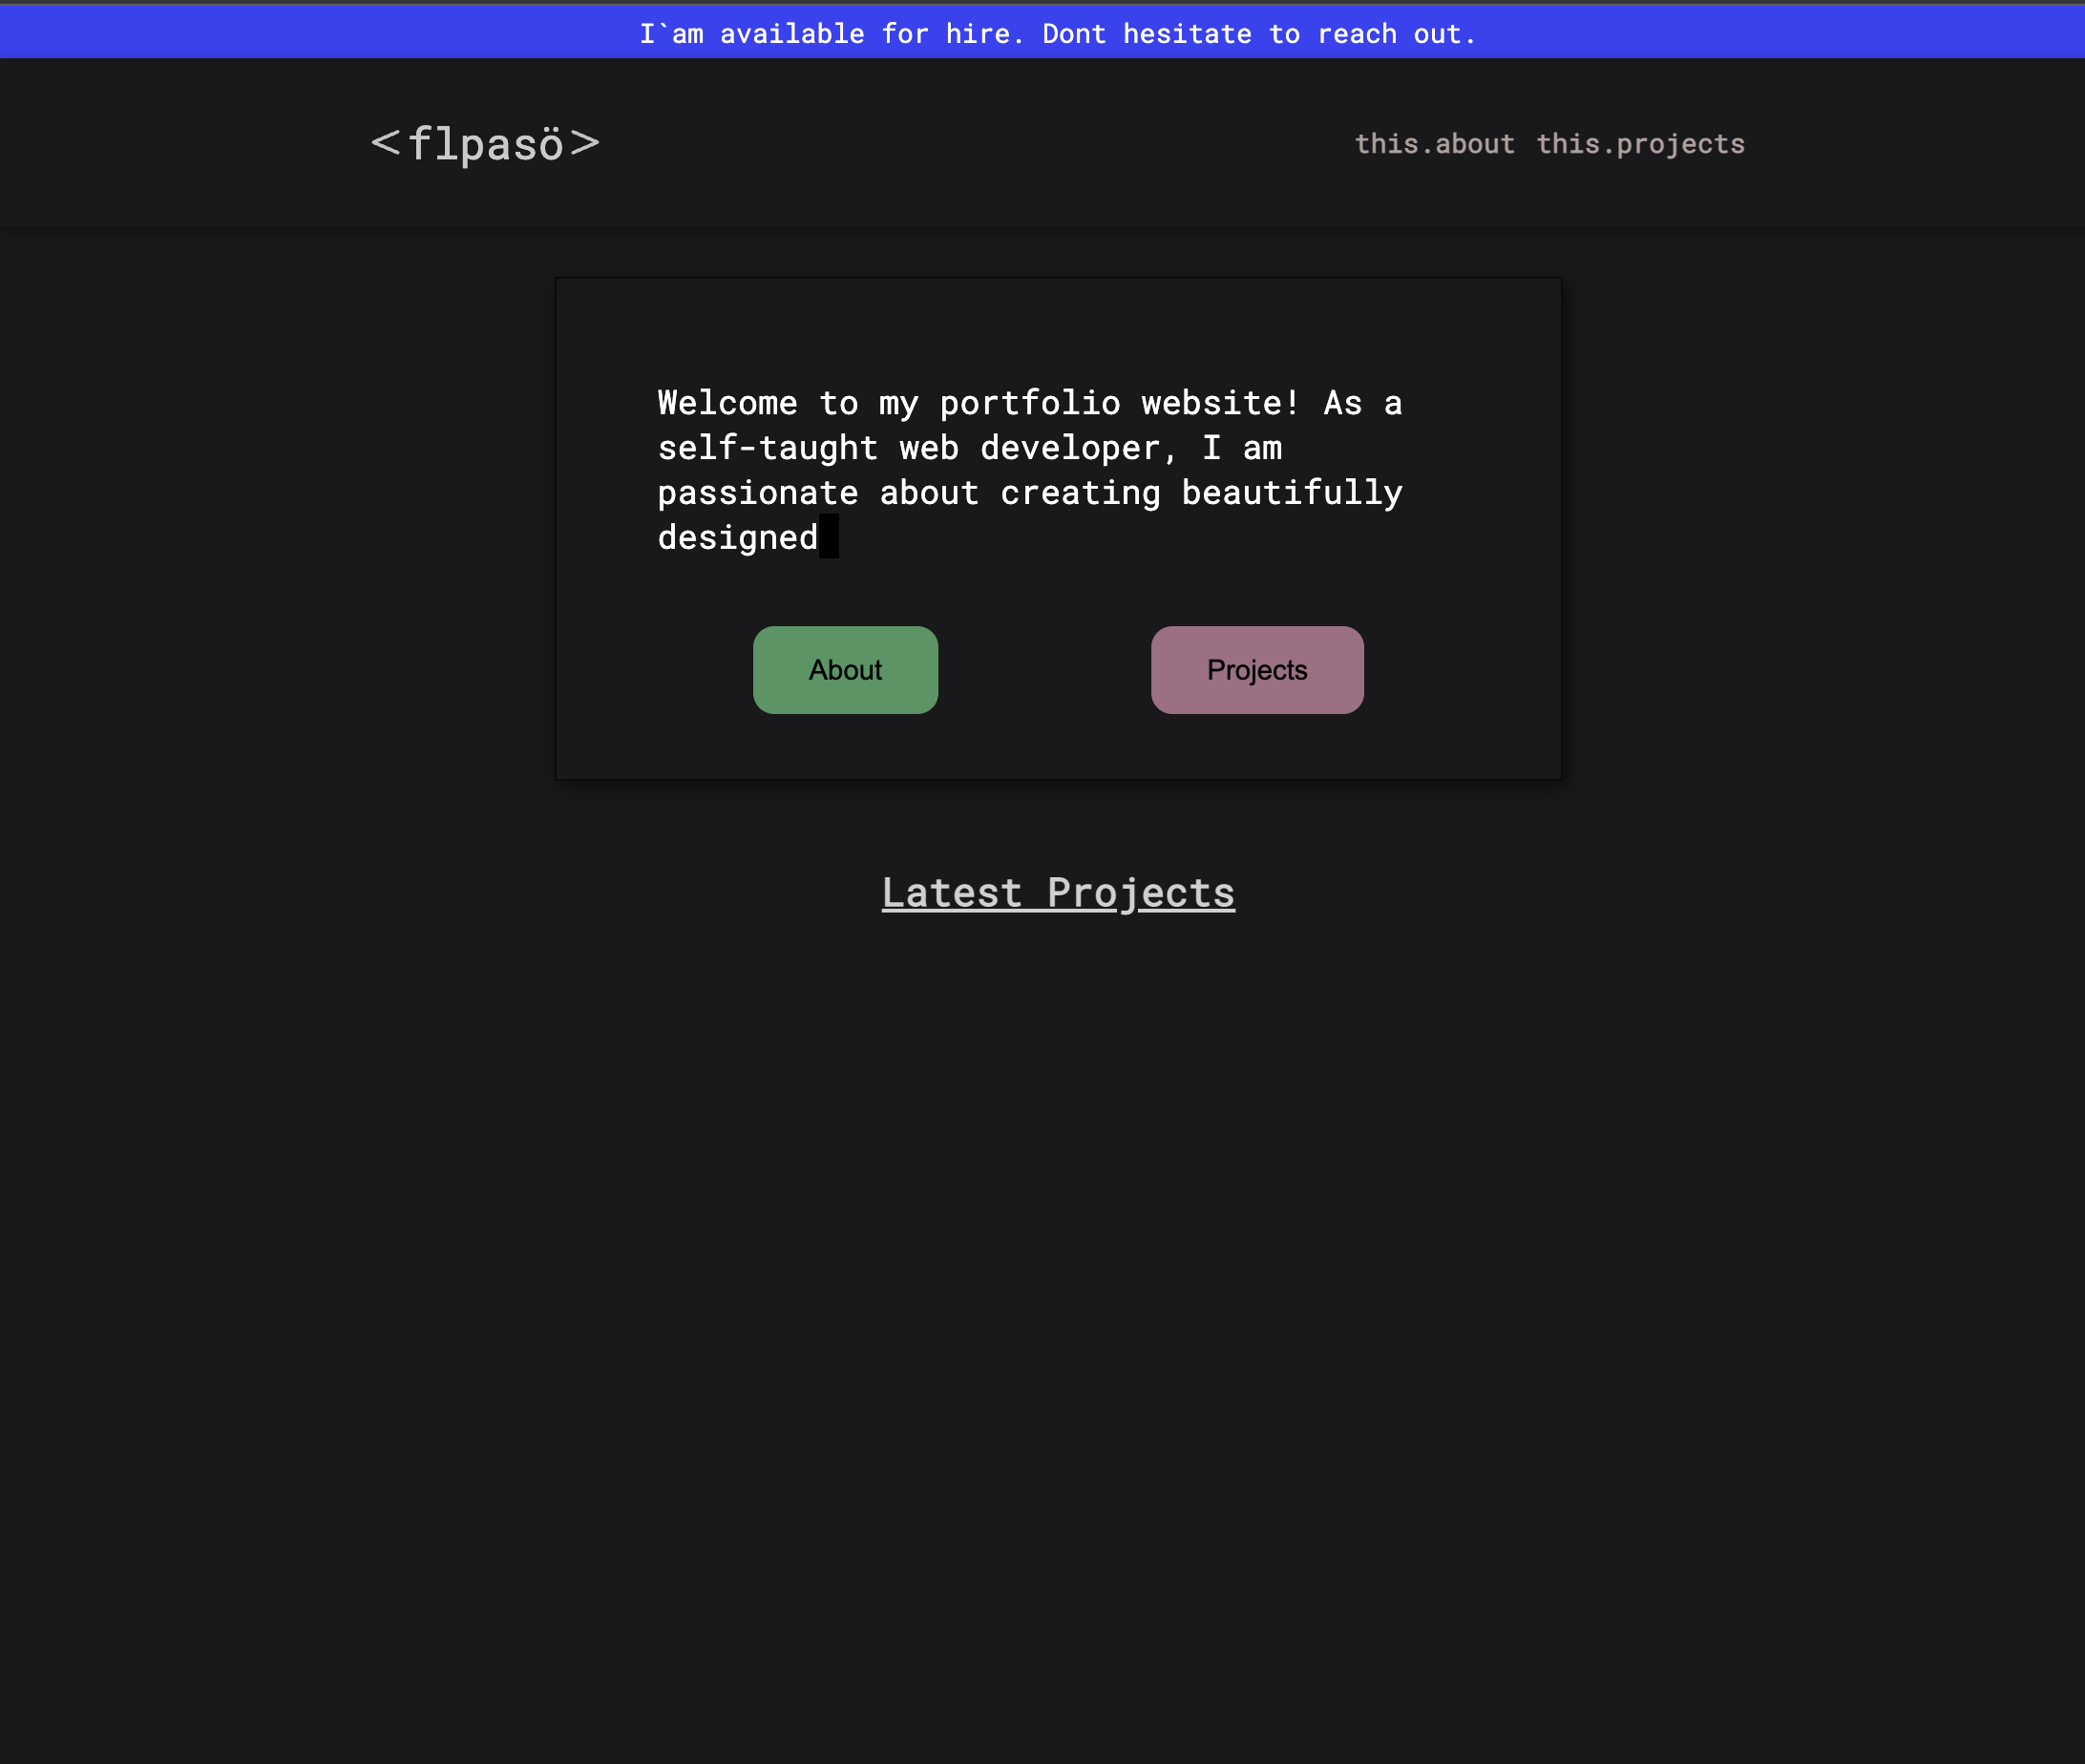 I`am available for hire. Dont hesitate to reach out.
<flpasö>
this.about this.projects
Welcome to my portfolio website! As a
self-taught web developer, I am
passionate about creating beautifully
designed
About
Projects
Latest Projects